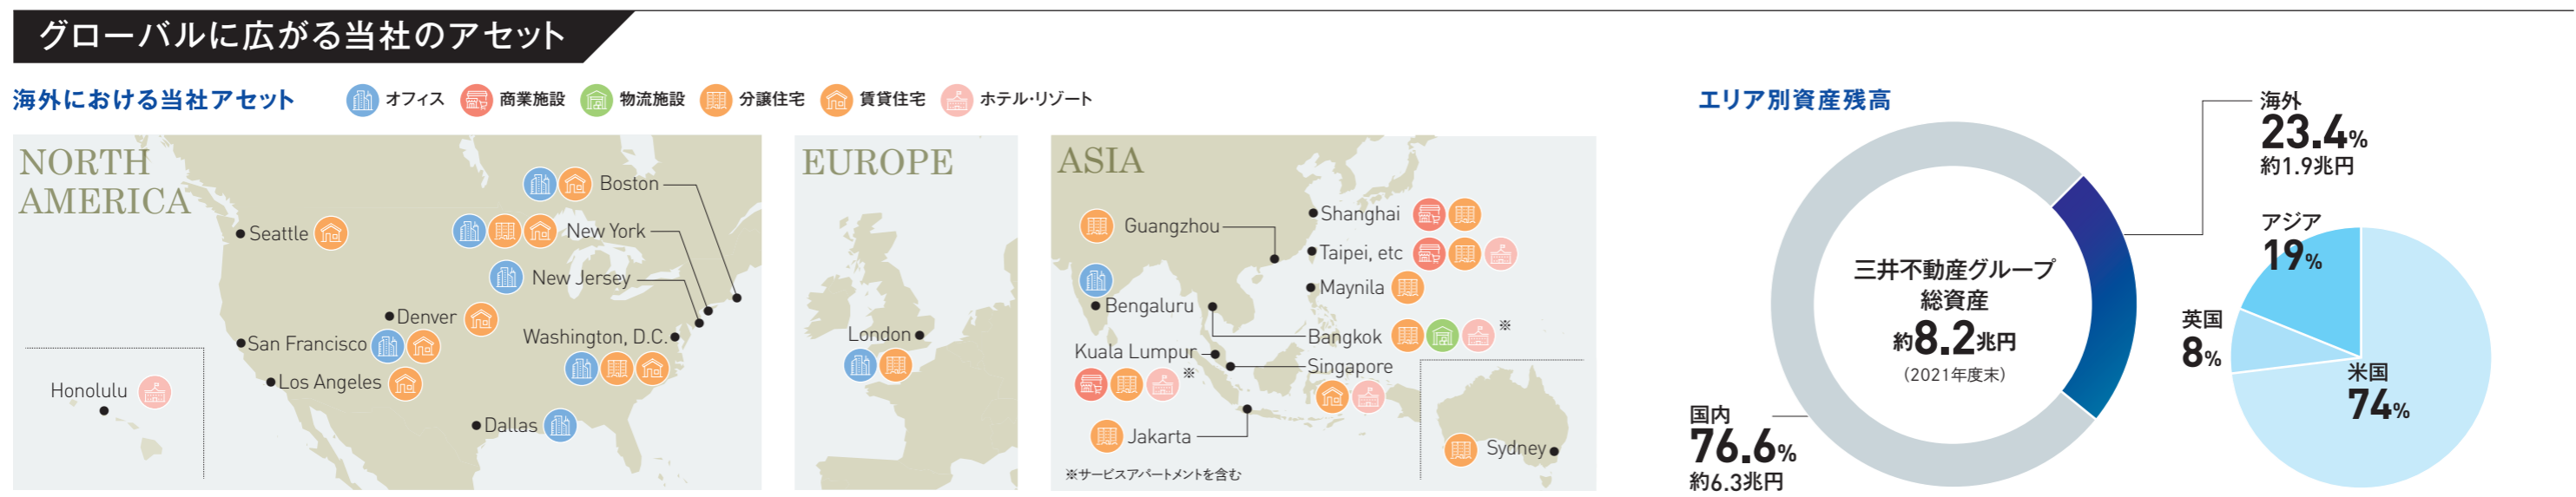 グローバルに広がる当社のアセット
海外における当社アセット
オフィス
商業施設
物流施設
分譲住宅
賃貸住宅
ホテル・リゾート
NORTH
AMERICA
Boston
Seattle
New York
New Jersey
Denver
San Francisco
Washington, D.C.
Los Angeles
Honolulu
Dallas
EUROPE
London
ASIA
Guangzhou
Shanghai
Taipei, etc
Maynila
Bengaluru
Bangkok
※
Kuala Lumpur
※
Singapore
Jakarta
Sydney
※サービスアパートメントを含む
エリア別資産残高
海外
23.4%
約1.9兆円
三井不動産グループ
総資産
約8.2兆円
(2021年度末)
国内
76.6%
約6.3兆円
アジア
19%
英国
8%
米国
74%